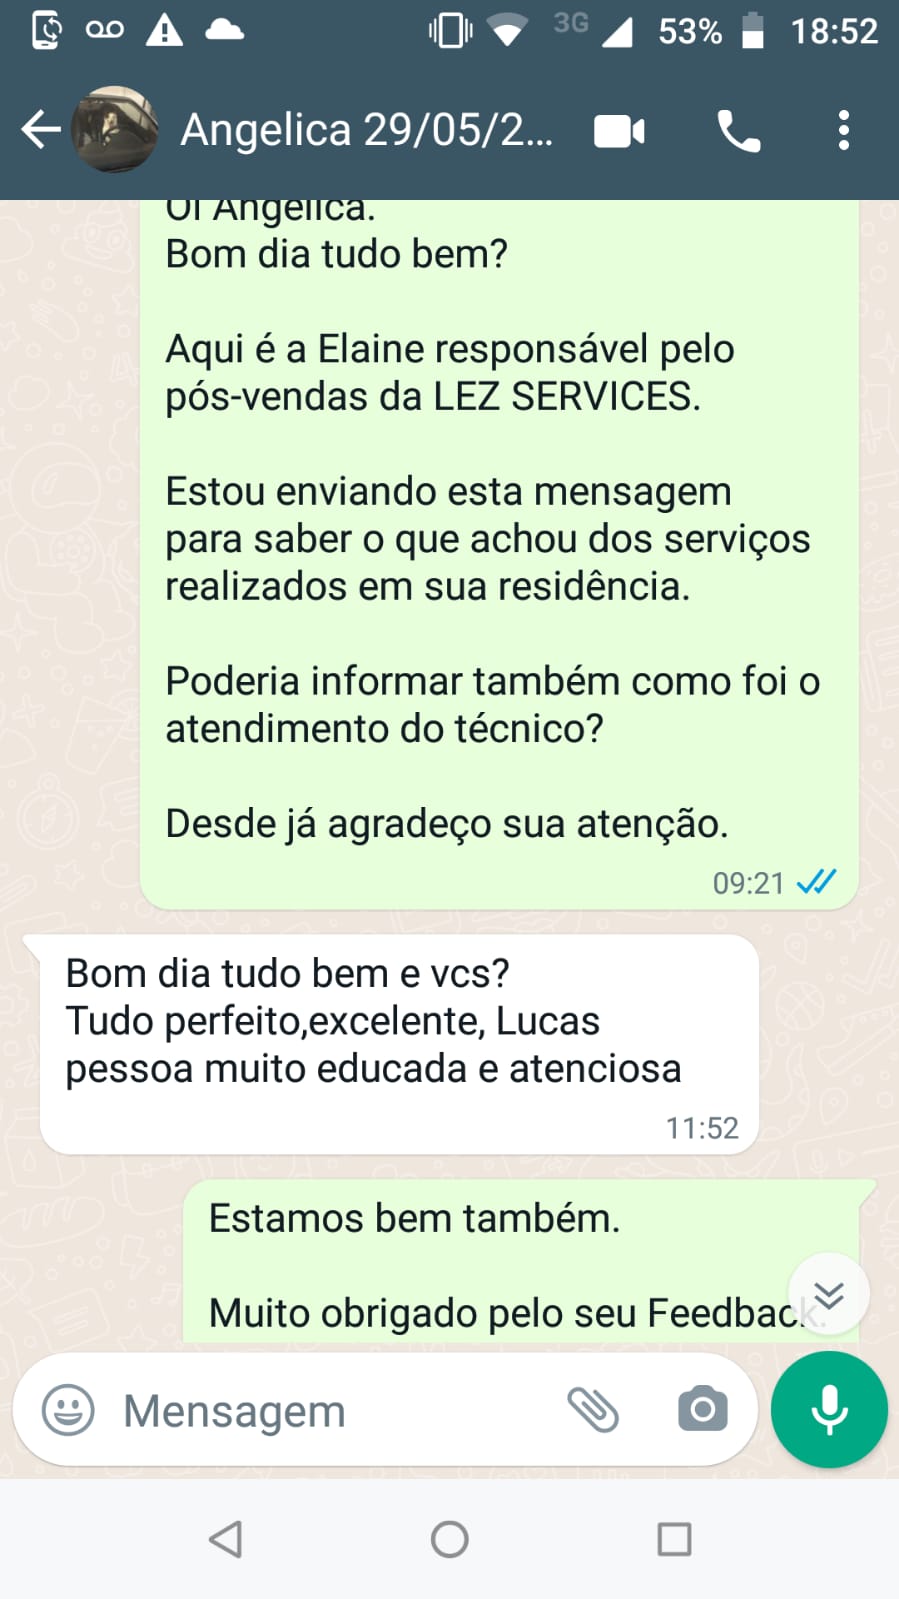 3G 53% 18:52
Angelica 29/05/2...
Oi Angelica.
Bom dia tudo bem?
Aqui é a Elaine responsável pelo
pós-vendas da LEZ SERVICES.
Estou enviando esta mensagem
para saber o que achou dos serviços
realizados em sua residência.
Poderia informar também como foi o
atendimento do técnico?
Desde já agradeço sua atenção.
09:21
Bom dia tudo bem e vcs?
Tudo perfeito,excelente, Lucas
pessoa muito educada e atenciosa
11:52
Estamos bem também.
Muito obrigado pelo seu Feedback.
Mensagem